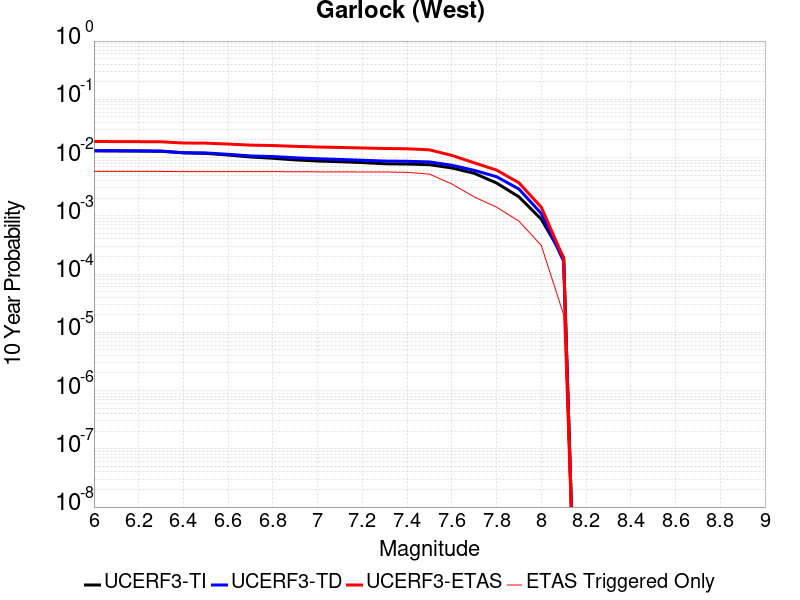 Garlock (West)
10^0
10^-1
10^-2
10^-3
10^-4
10^-5
10^-6
10^-7
10^-8
10 Year Probability
6 6.2 6.4 6.6 6.8 7 7.2 7.4 7.6 7.8 8 8.2 8.4 8.6 8.8 9
Magnitude
UCERF3-TI UCERF3-TD UCERF3-ETAS ETAS Triggered Only